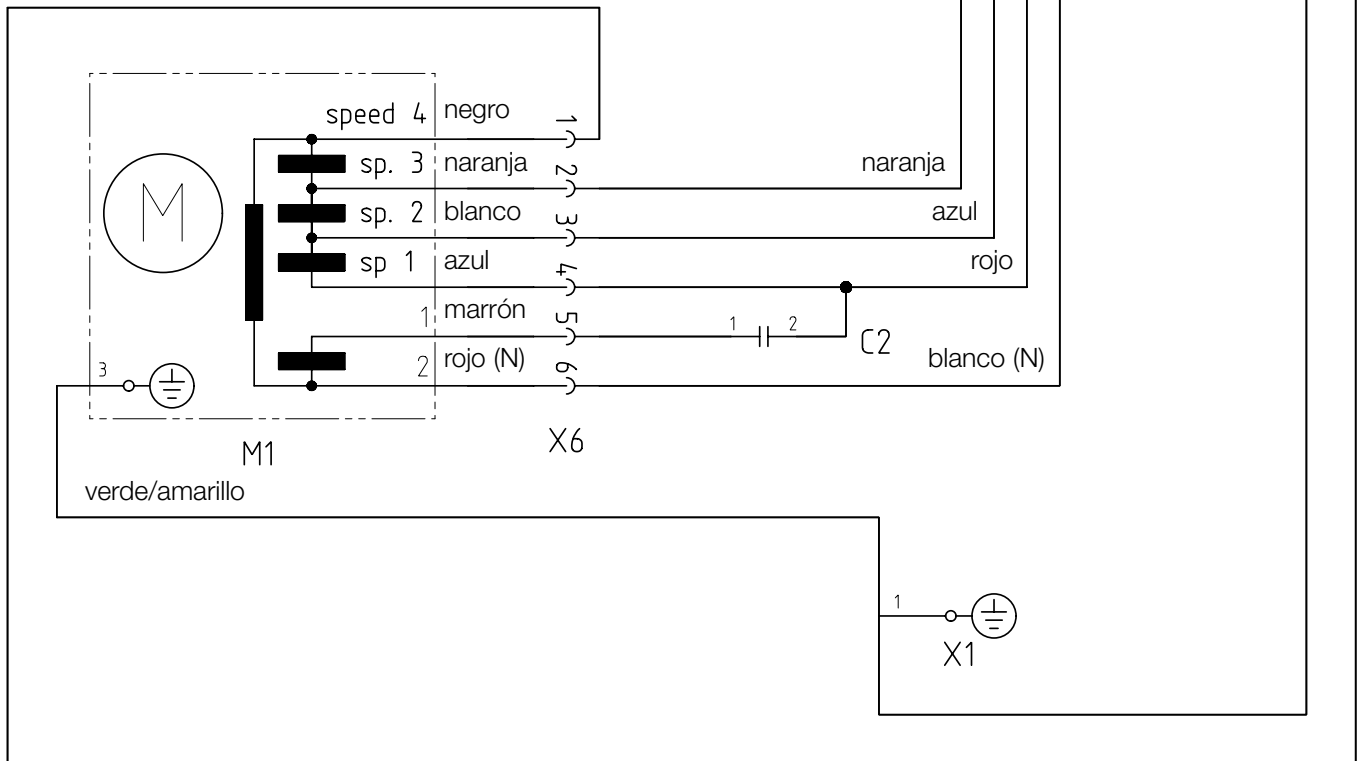 speed 4 negro 1
sp. 3 naranja 2 naranja
sp. 2 blanco 3 azul
sp 1 azul 4 rojo
1 marrón 5 1 2 C2
2 rojo (N) 6 blanco (N)
M
3
M1 X6
verde/amarillo
1
X1